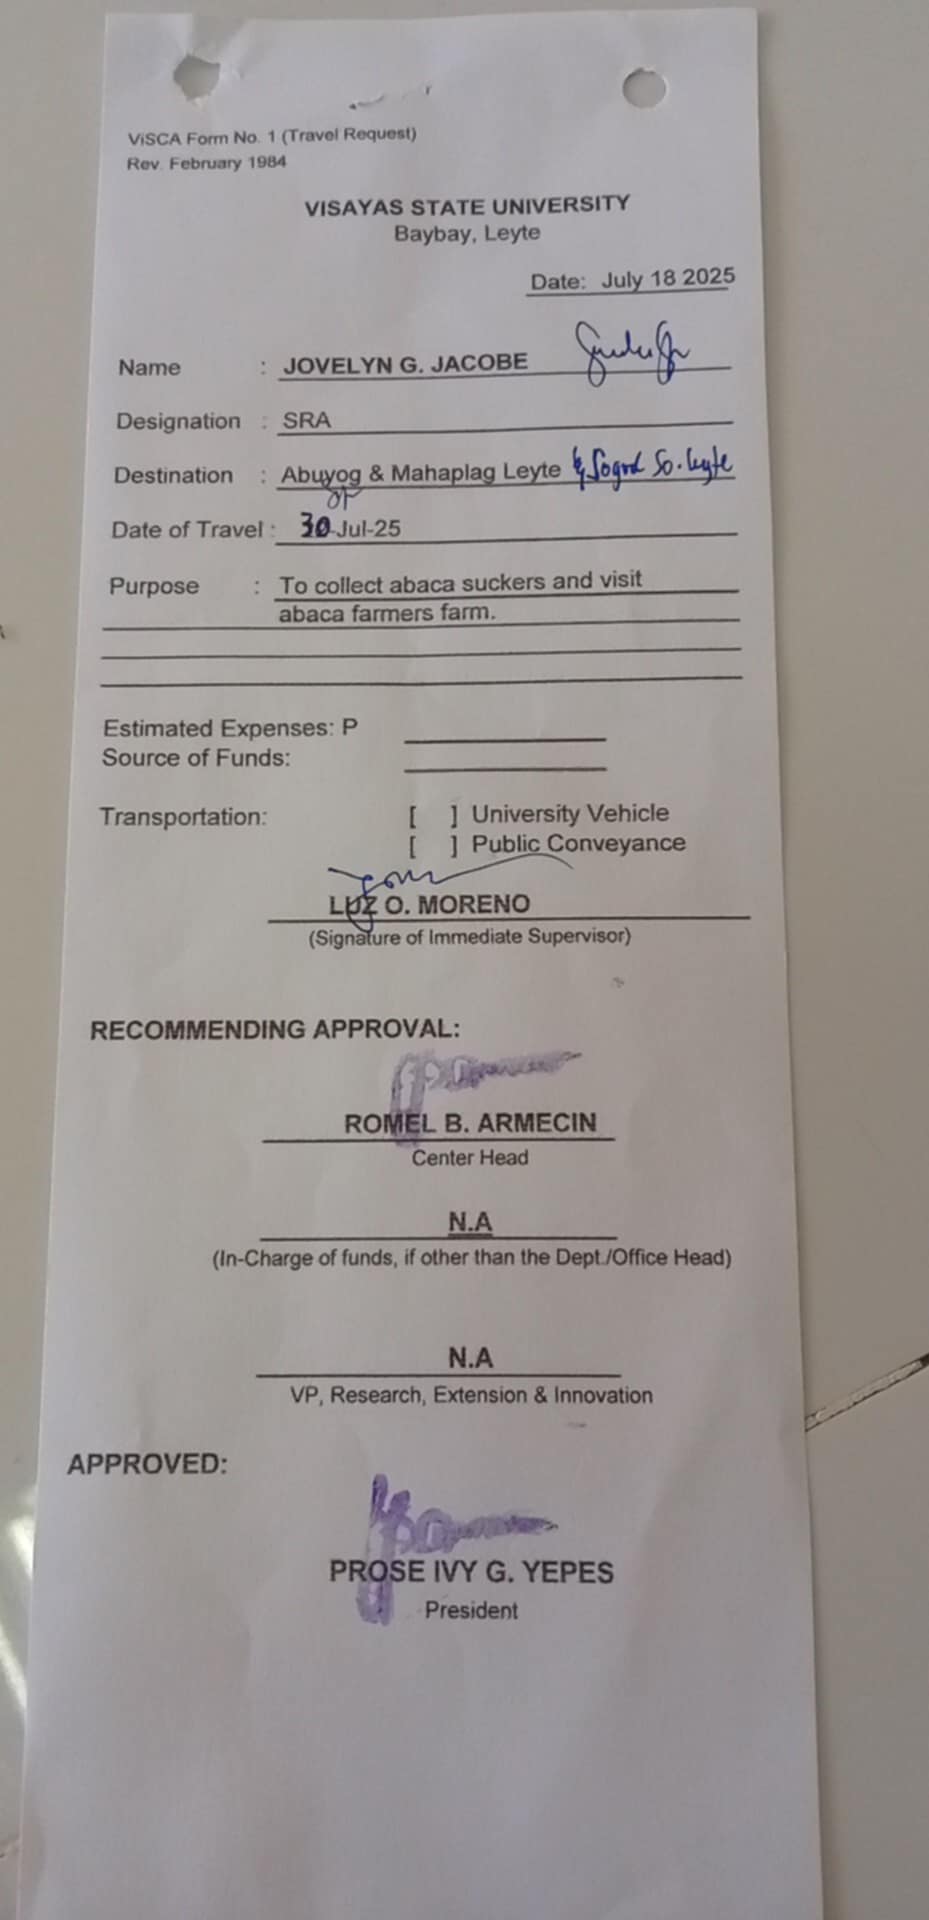 ViSCA Form No. 1 (Travel Request)
Rev. February 1984
VISAYAS STATE UNIVERSITY
Baybay, Leyte
Date: July 18 2025
Name : JOVELYN G. JACOBE
Designation : SRA
Destination : Abuyog & Mahaplag Leyte & Sogod So. Leyte
Date of Travel : 30-Jul-25
Purpose : To collect abaca suckers and visit
abaca farmers farm.
Estimated Expenses: P
Source of Funds:
Transportation: [ ] University Vehicle
[ ] Public Conveyance
LUZ O. MORENO
(Signature of Immediate Supervisor)
RECOMMENDING APPROVAL:
ROMEL B. ARMECIN
Center Head
N.A
(In-Charge of funds, if other than the Dept./Office Head)
N.A
VP, Research, Extension & Innovation
APPROVED:
PROSE IVY G. YEPES
President